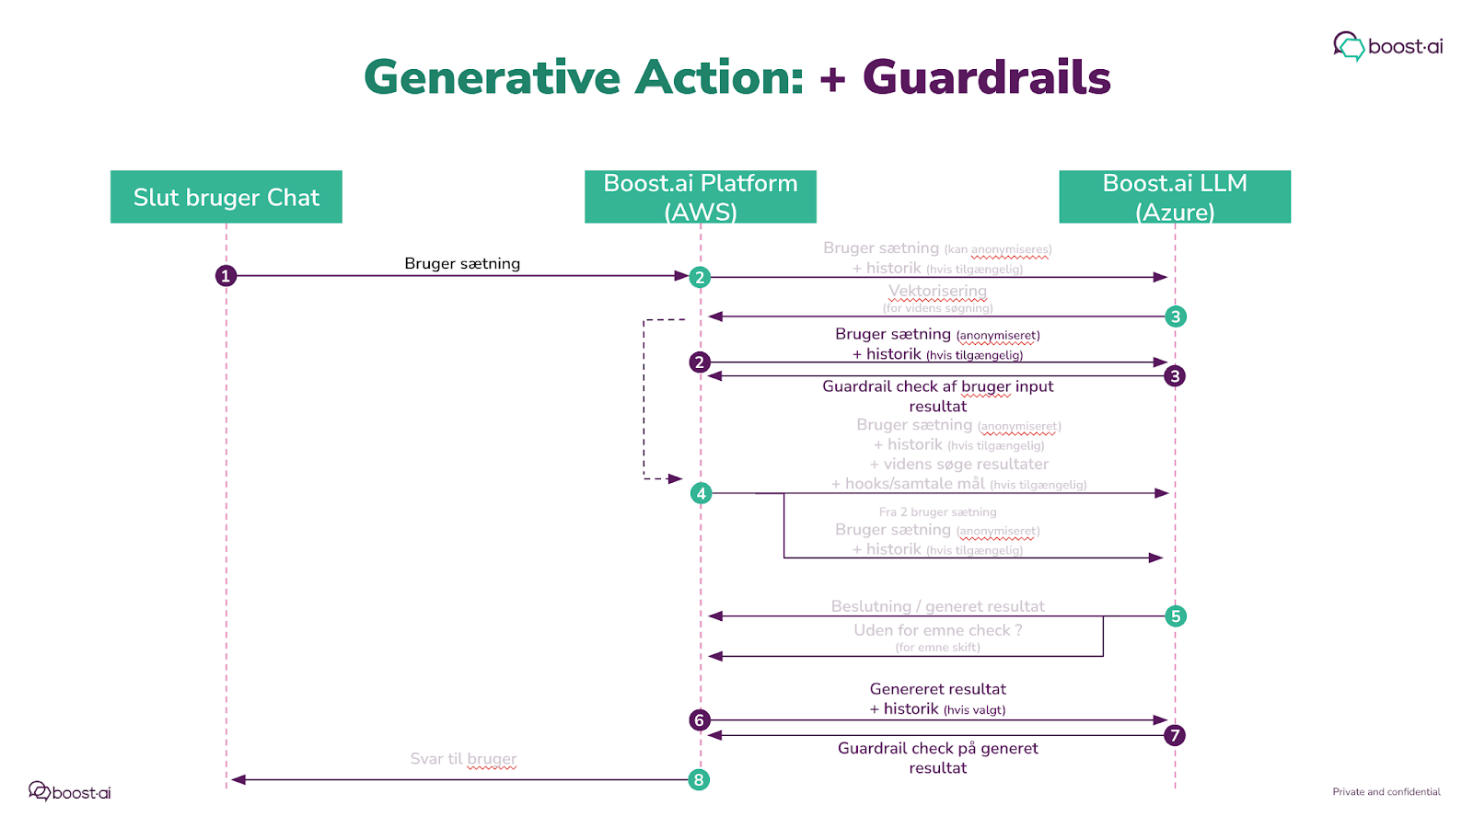 boost.ai
Generative Action: + Guardrails
Slut bruger Chat
Boost.ai Platform
(AWS)
Boost.ai LLM
(Azure)
Bruger sætning (kan anonymiseres)
+ historik (hvis tilgængelig)
1
Bruger sætning
2
Vektorisering
(for videns søgning)
3
Bruger sætning (anonymiseret)
+ historik (hvis tilgængelig)
2
3
Guardrail check af bruger input
resultat
Bruger sætning (anonymiseret)
+ historik (hvis tilgængelig)
+ videns søge resultater
+ hooks/samtale mål (hvis tilgængelig)
4
Fra 2 bruger sætning
Bruger sætning (anonymiseret)
+ historik (hvis tilgængelig)
Beslutning / generet resultat
5
Uden for emne check ?
(for emne skift)
Genereret resultat
+ historik (hvis valgt)
6
7
Guardrail check på generet
resultat
Svar til bruger
8
boost.ai
Private and confidential